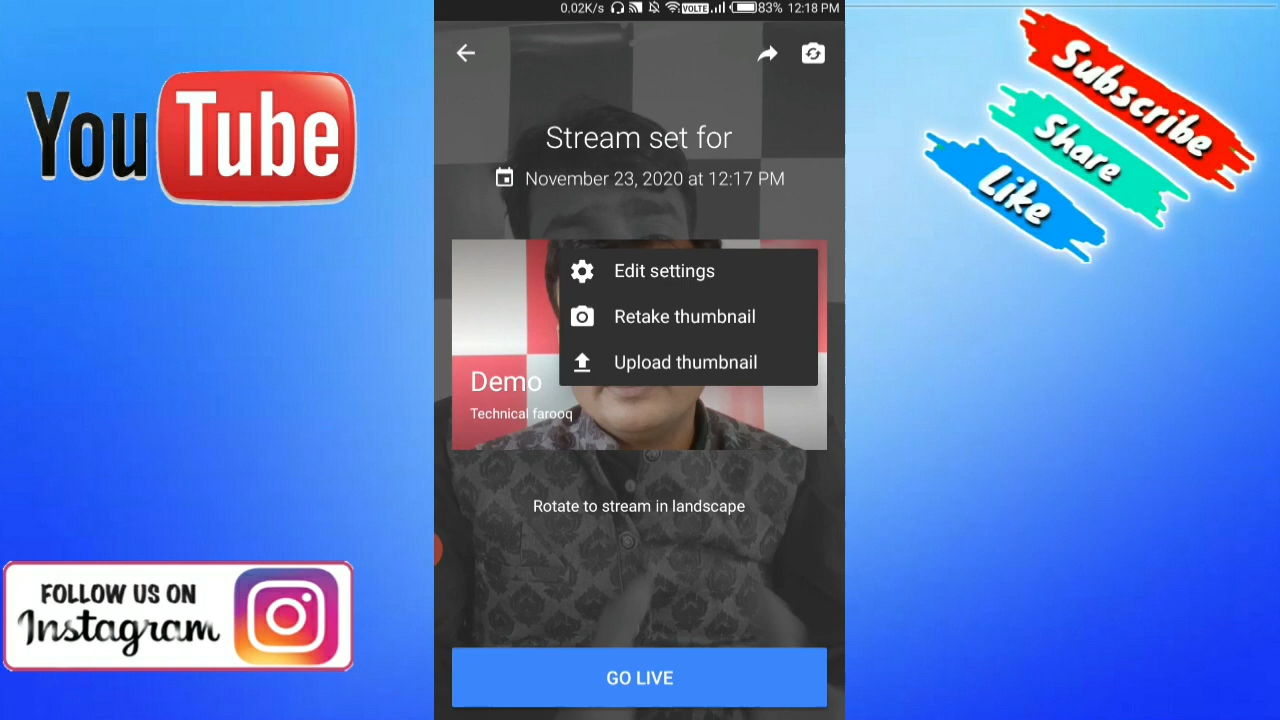 YouTube
0.02K/s VOLTE 83% 12:18 PM
Subscribe
Share
Like
Stream set for
November 23, 2020 at 12:17 PM
Edit settings
Retake thumbnail
Upload thumbnail
Demo
Technical farooq
Rotate to stream in landscape
FOLLOW US ON
Instagram
GO LIVE